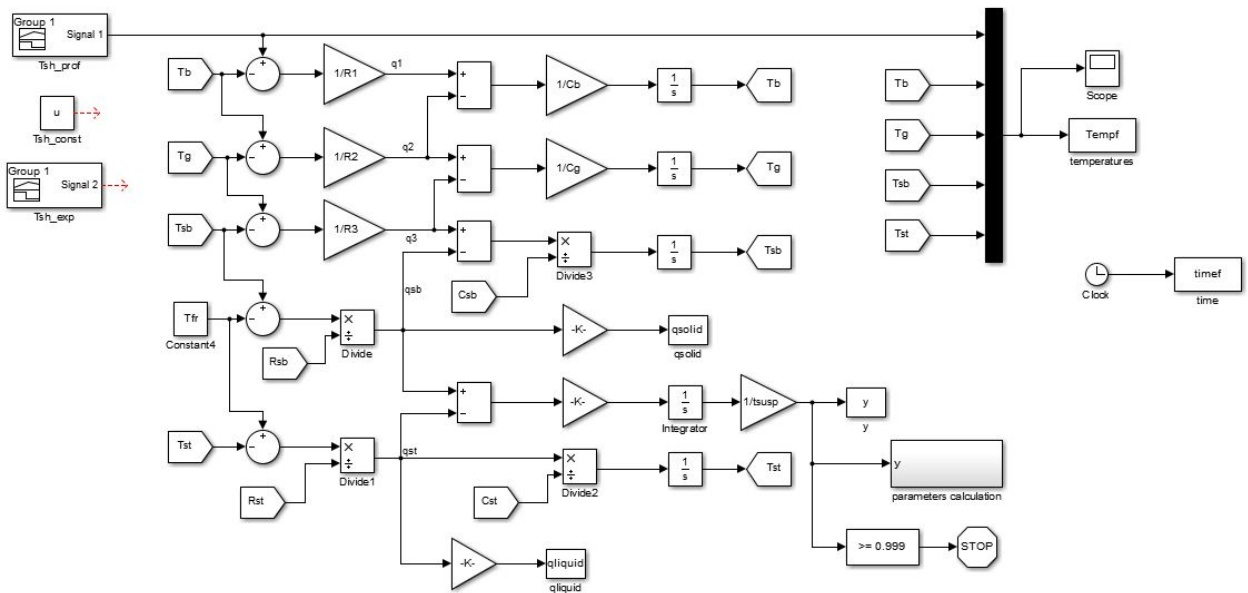 Group 1
Signal 1
Tsh_prof
u
Tsh_const
Group 1
Signal 2
Tsh_exp
Tb
−
+
1/R1
q1
+
−
1/Cb
1
s
Tb
Tg
−
+
1/R2
q2
+
−
1/Cg
1
s
Tg
Tsb
−
+
1/R3
q3
+
−
×
÷
Divide3
1
s
Tsb
Csb
qsb
Tfr
Constant4
−
+
×
÷
Divide
Rsb
-K-
qsolid
qsolid
+
−
-K-
1
s
Integrator
1/tsusp
y
y
Tst
−
+
×
÷
Divide1
Rst
qst
×
÷
Divide2
Cst
1
s
Tst
y
parameters calculation
>= 0.999
STOP
-K-
qliquid
qliquid
Tb
Tg
Tsb
Tst
Scope
Tempf
temperatures
Clock
timef
time